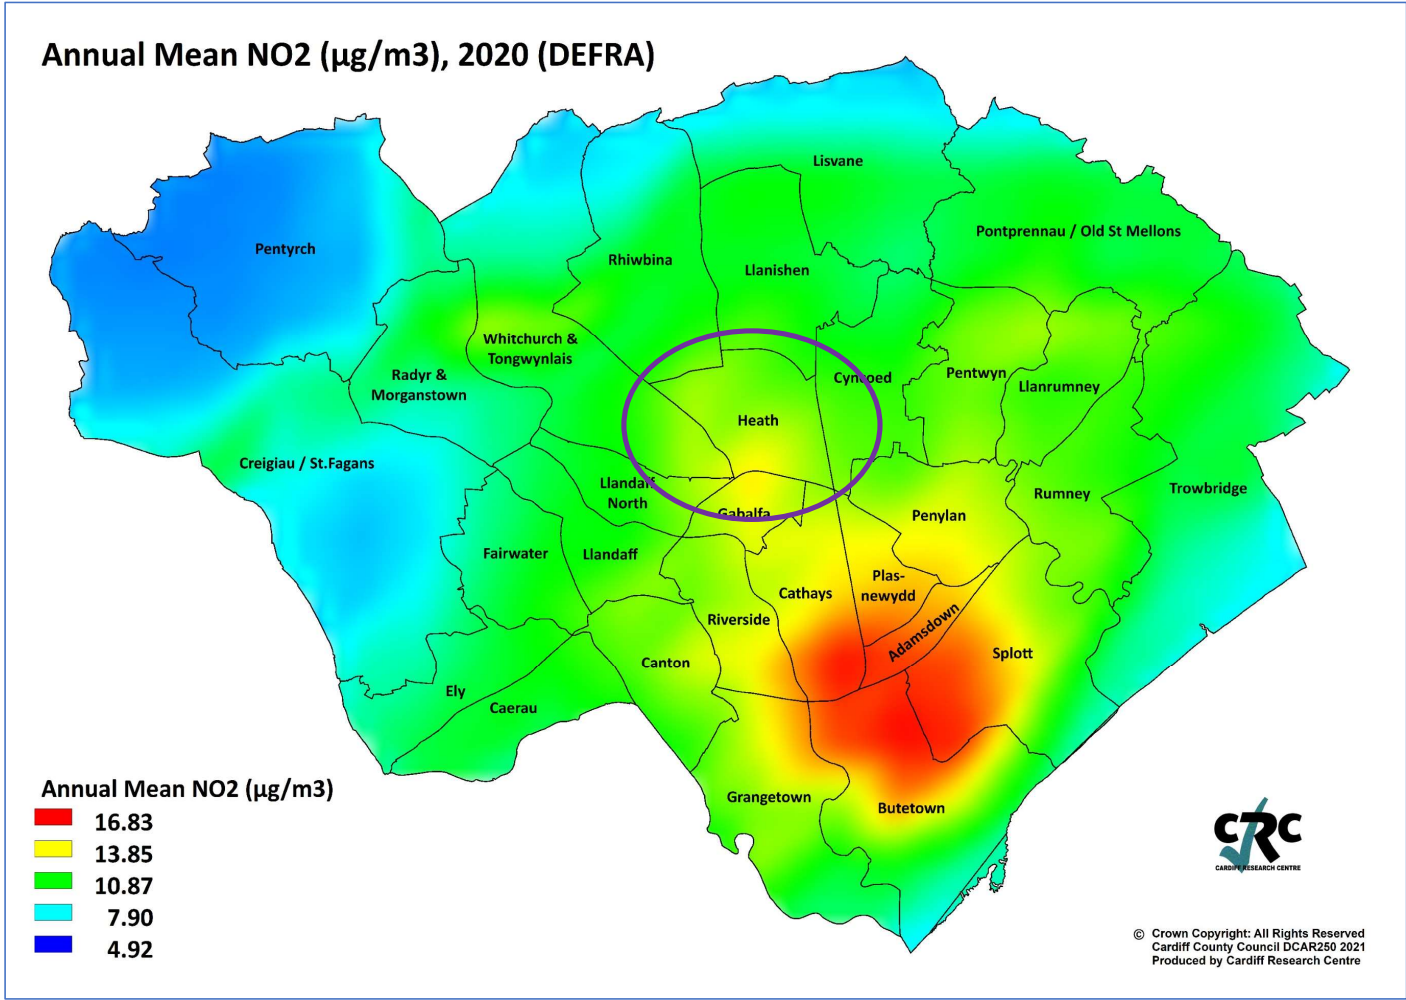 Annual Mean NO2 (µg/m3), 2020 (DEFRA)
Lisvane
Pontprennau / Old St Mellons
Pentyrch
Rhiwbina
Llanishen
Whitchurch &
Tongwynlais
Radyr &
Morganstown
Cyncoed
Pentwyn
Llanrumney
Heath
Creigiau / St.Fagans
Llandaff
North
Gabalfa
Rumney
Trowbridge
Penylan
Fairwater
Llandaff
Plas-
newydd
Cathays
Riverside
Adamsdown
Splott
Canton
Ely
Caerau
Grangetown
Butetown
Annual Mean NO2 (µg/m3)
16.83
13.85
10.87
7.90
4.92
CRC
CARDIFF RESEARCH CENTRE
© Crown Copyright: All Rights Reserved
Cardiff County Council DCAR250 2021
Produced by Cardiff Research Centre